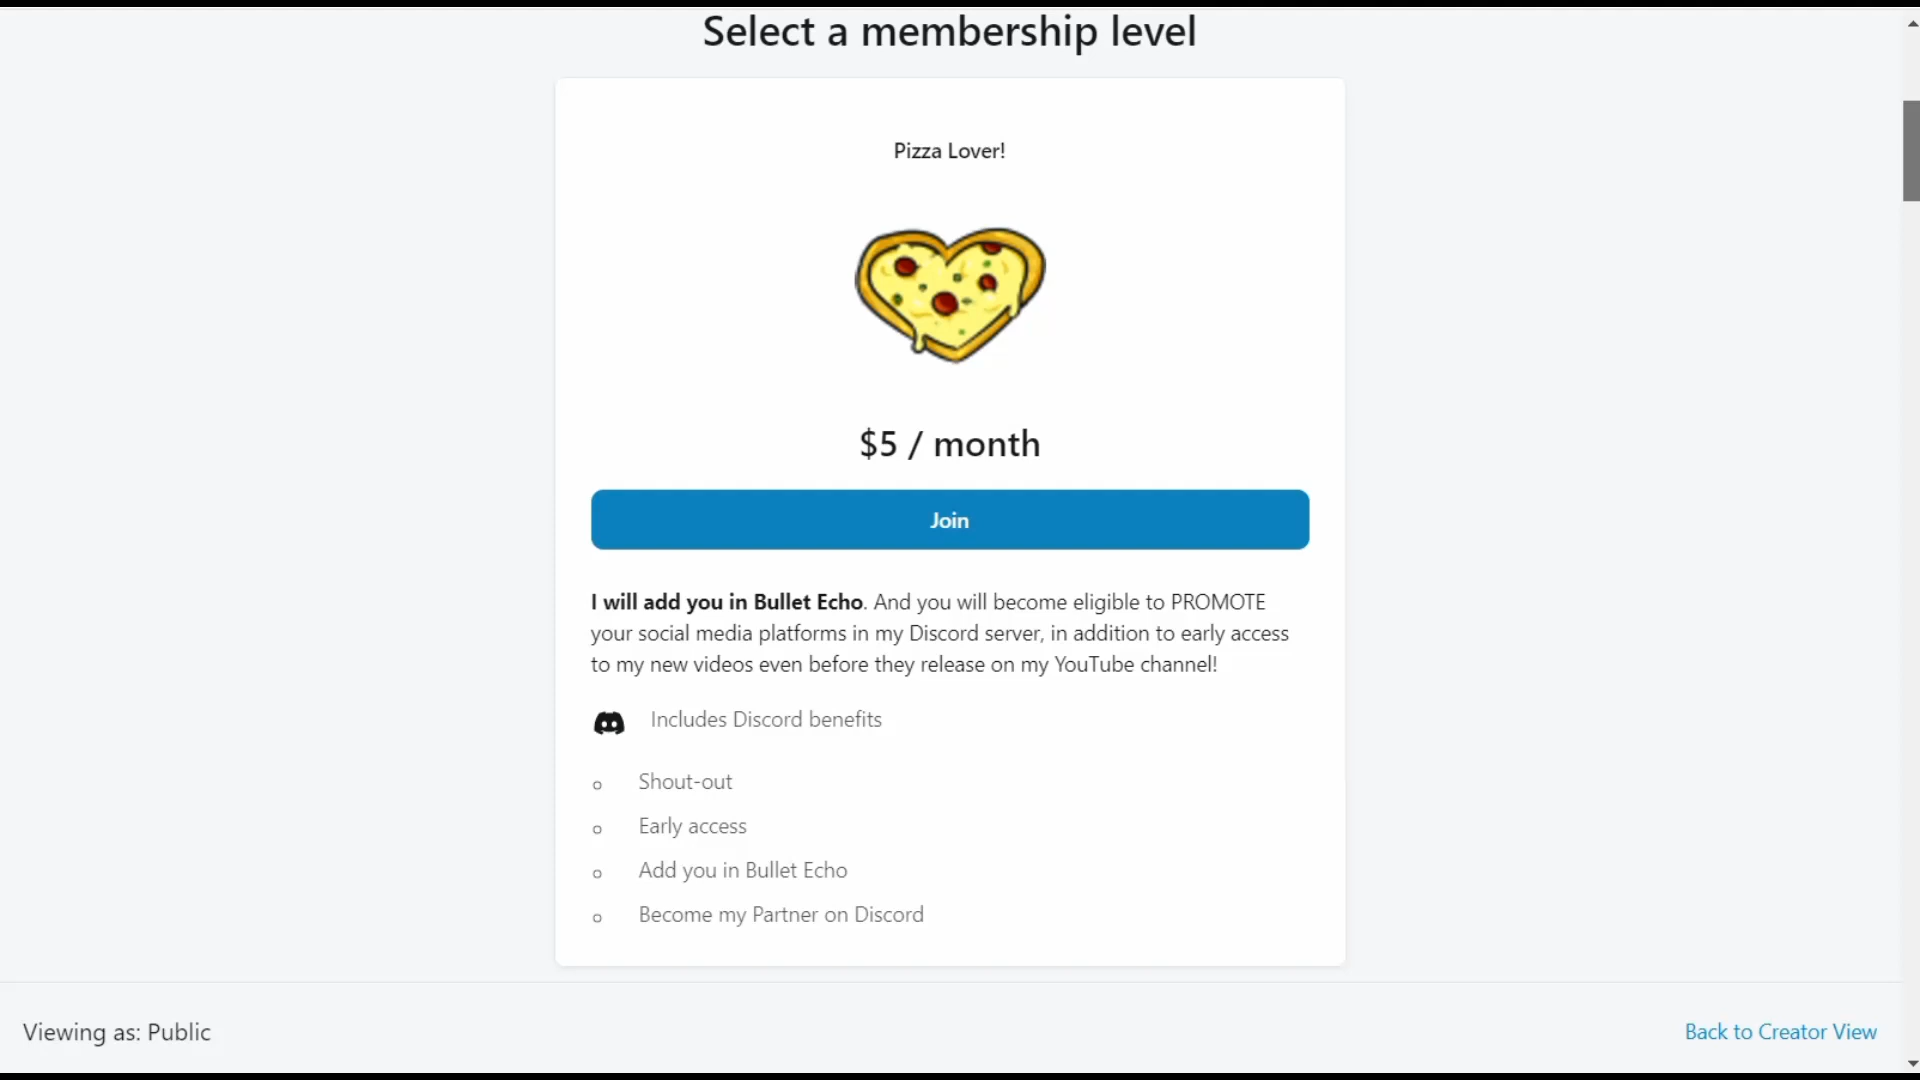 Select a membership level
Pizza Lover!
$5 / month
Join
I will add you in Bullet Echo. And you will become eligible to PROMOTE
your social media platforms in my Discord server, in addition to early access
to my new videos even before they release on my YouTube channel!
Includes Discord benefits
Shout-out
Early access
Add you in Bullet Echo
Become my Partner on Discord
Viewing as: Public
Back to Creator View